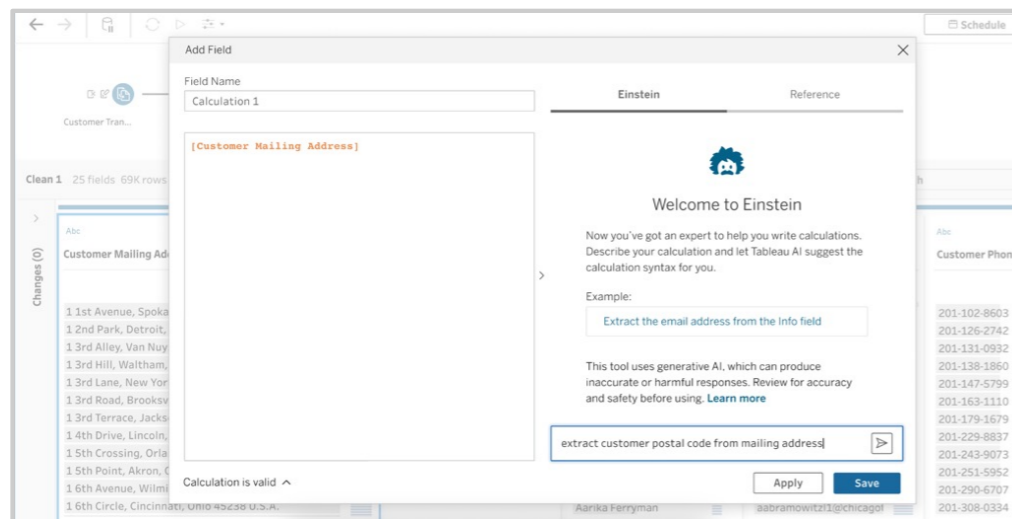 Schedule
Add Field
Field Name
Calculation 1
[Customer Mailing Address]
Calculation is valid
Einstein
Reference
Welcome to Einstein
Now you've got an expert to help you write calculations.
Describe your calculation and let Tableau AI suggest the
calculation syntax for you.
Example:
Extract the email address from the Info field
This tool uses generative AI, which can produce
inaccurate or harmful responses. Review for accuracy
and safety before using. Learn more
extract customer postal code from mailing address
Apply
Save
Customer Tran...
Clean 1 25 fields 69K rows
Changes (0)
Abc
Customer Mailing Ad
1 1st Avenue, Spoka
1 2nd Park, Detroit,
1 3rd Alley, Van Nuy
1 3rd Hill, Waltham,
1 3rd Lane, New Yor
1 3rd Road, Brooksv
1 3rd Terrace, Jacks
1 4th Drive, Lincoln,
1 5th Crossing, Orla
1 5th Point, Akron, O
1 6th Avenue, Wilmi
1 6th Circle, Cincinnati, Ohio 45238 U.S.A.
Aarika Ferryman
aabramowitzl1@chicagot
Abc
Customer Phon
201-102-8603
201-126-2742
201-131-0932
201-138-1860
201-147-5799
201-163-1110
201-179-1679
201-229-8837
201-243-9073
201-251-5952
201-290-6707
201-308-0334